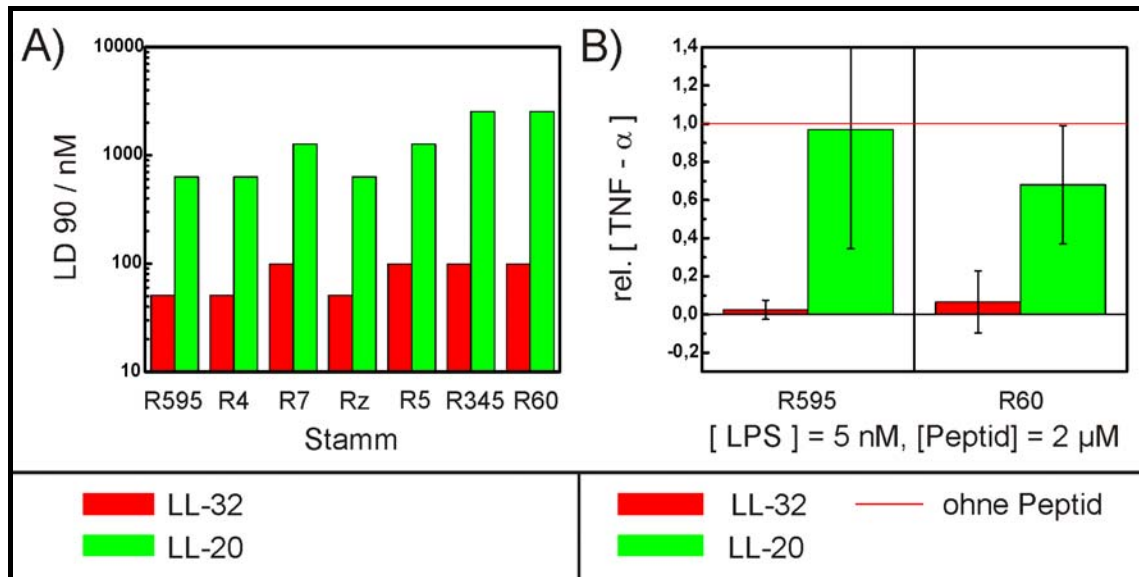 A)
10000
1000
100
10
LD 90 / nM
R595 R4 R7 Rz R5 R345 R60
Stamm
B)
1,4
1,2
1,0
0,8
0,6
0,4
0,2
0,0
-0,2
rel. [ TNF - α ]
R595 R60
[ LPS ] = 5 nM, [Peptid] = 2 µM
LL-32
LL-20
LL-32 ohne Peptid
LL-20